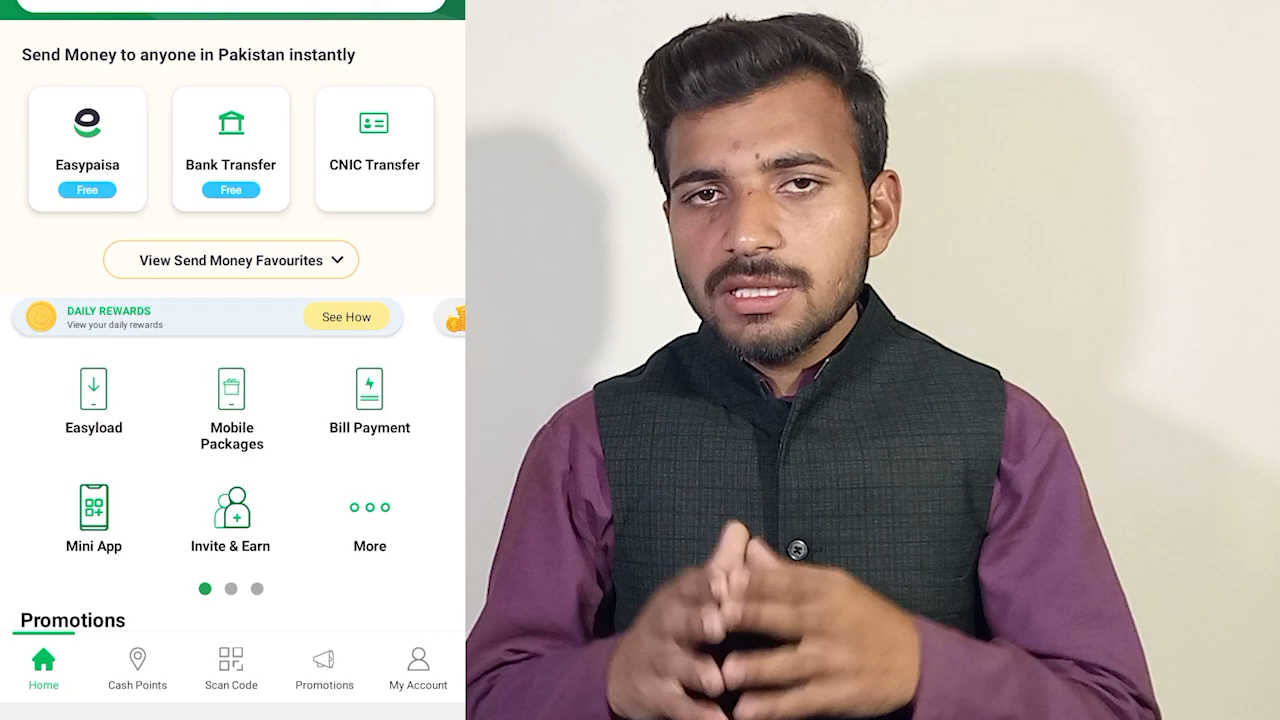 Send Money to anyone in Pakistan instantly
Easypaisa
Free
Bank Transfer
Free
CNIC Transfer
View Send Money Favourites
DAILY REWARDS
View your daily rewards
See How
Easyload
Mobile
Packages
Bill Payment
Mini App
Invite & Earn
More
Promotions
Home
Cash Points
Scan Code
Promotions
My Account